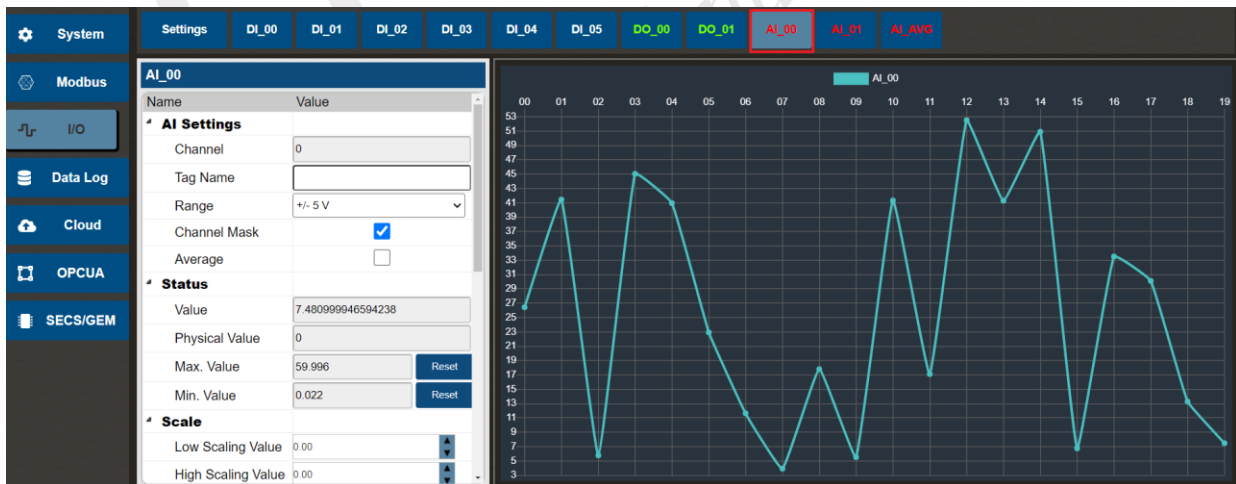 System
Modbus
I/O
Data Log
Cloud
OPCUA
SECS/GEM
Settings DI_00 DI_01 DI_02 DI_03 DI_04 DI_05 DO_00 DO_01 AI_00 AI_01 AI_AVG
AI_00
Name Value
AI Settings
Channel 0
Tag Name
Range +/- 5 V
Channel Mask
Average
Status
Value 7.480999946594238
Physical Value 0
Max. Value 59.996 Reset
Min. Value 0.022 Reset
Scale
Low Scaling Value 0.00
High Scaling Value 0.00
AI_00
00 01 02 03 04 05 06 07 08 09 10 11 12 13 14 15 16 17 18 19
53
51
49
47
45
43
41
39
37
35
33
31
29
27
25
23
21
19
17
15
13
11
9
7
5
3